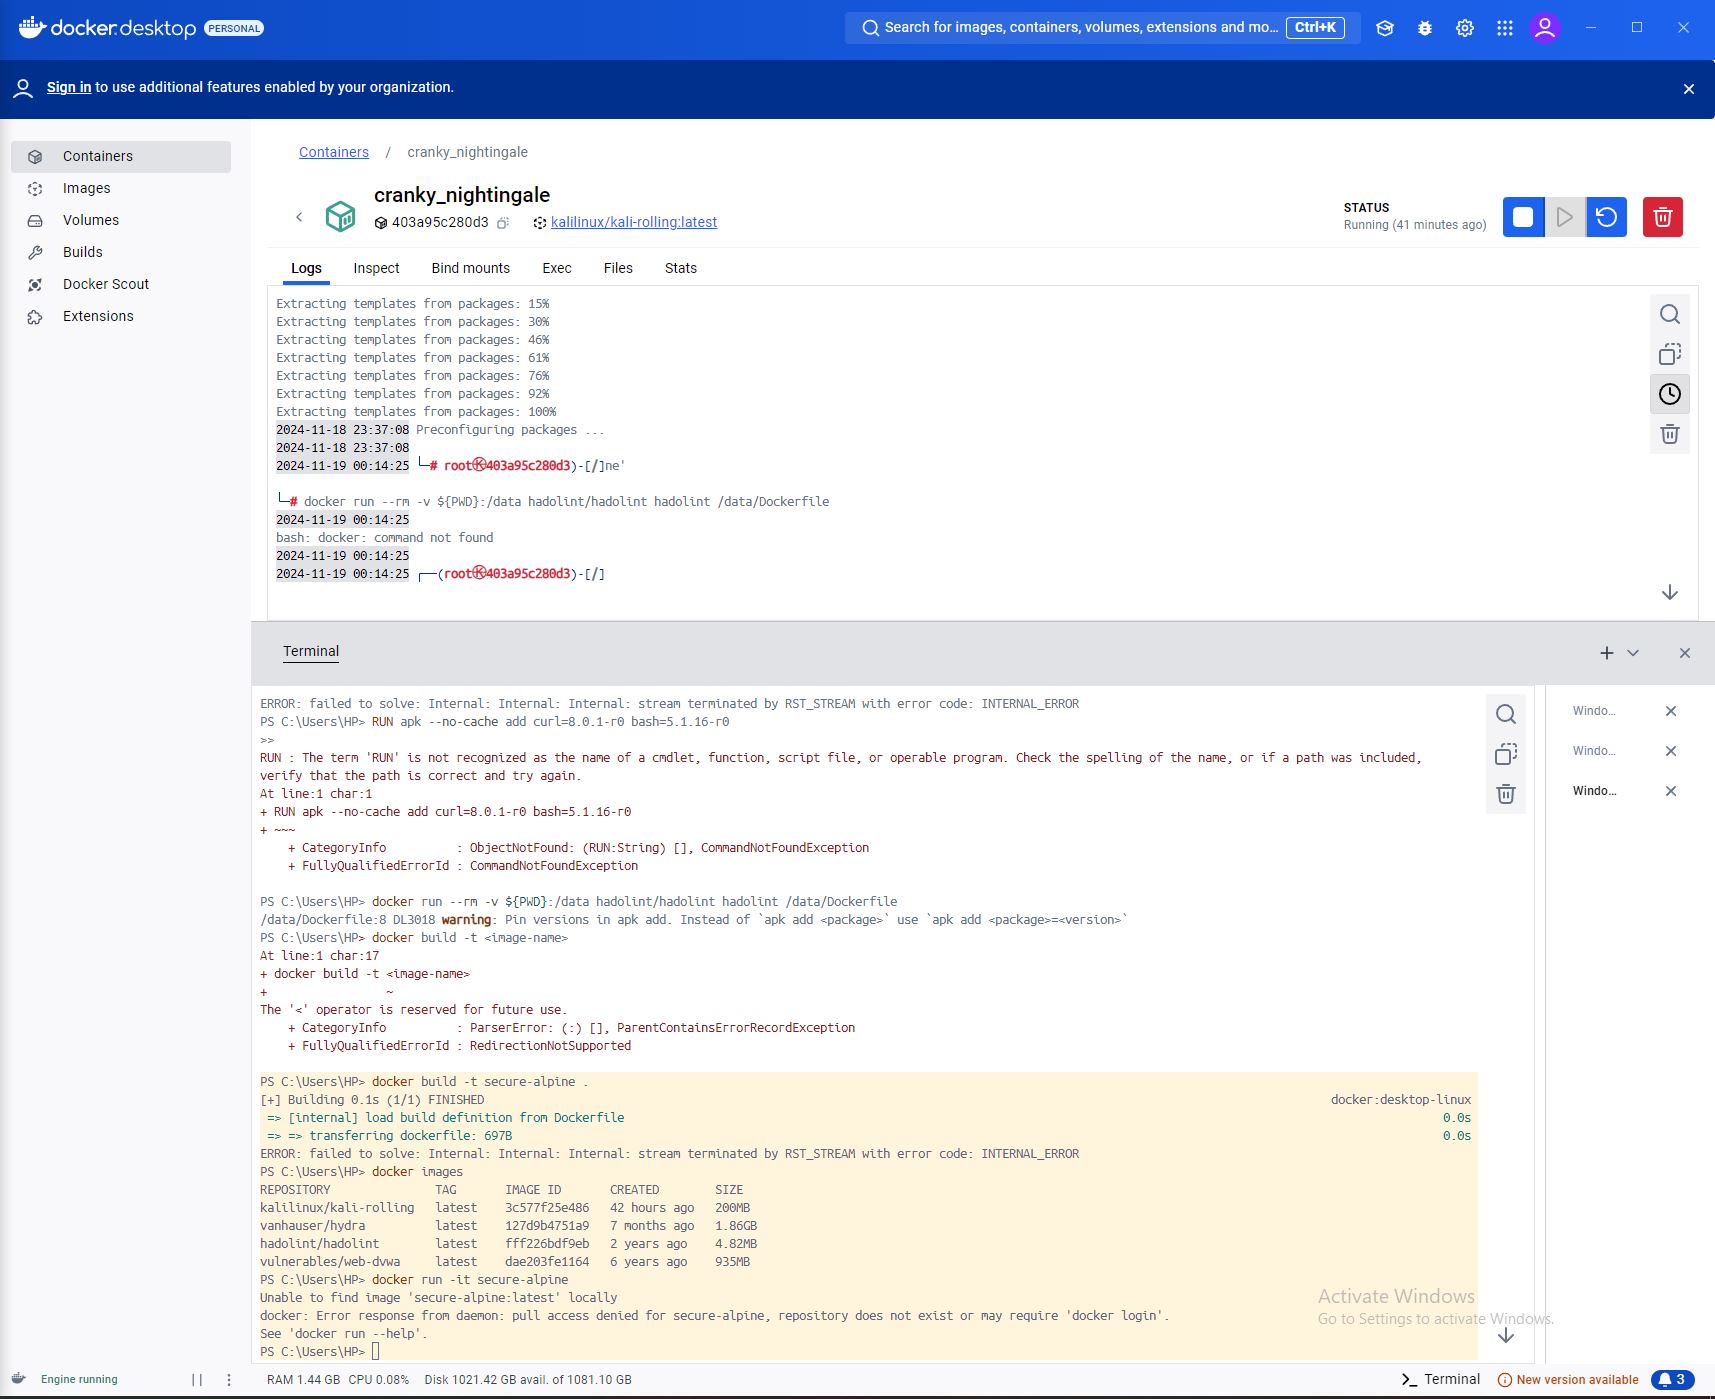 docker desktop PERSONAL
Search for images, containers, volumes, extensions and mo... Ctrl+K
Sign in to use additional features enabled by your organization.
Containers
Images
Volumes
Builds
Docker Scout
Extensions
Containers / cranky_nightingale
cranky_nightingale
403a95c280d3 kalilinux/kali-rolling:latest
STATUS
Running (41 minutes ago)
Logs Inspect Bind mounts Exec Files Stats
Extracting templates from packages: 15%
Extracting templates from packages: 30%
Extracting templates from packages: 46%
Extracting templates from packages: 61%
Extracting templates from packages: 76%
Extracting templates from packages: 92%
Extracting templates from packages: 100%
2024-11-18 23:37:08 Preconfiguring packages ...
2024-11-18 23:37:08
2024-11-19 00:14:25 └─# root㉿403a95c280d3)-[/]ne'
└─# docker run --rm -v ${PWD}:/data hadolint/hadolint hadolint /data/Dockerfile
2024-11-19 00:14:25
bash: docker: command not found
2024-11-19 00:14:25
2024-11-19 00:14:25 ┌──(root㉿403a95c280d3)-[/]
Terminal
ERROR: failed to solve: Internal: Internal: Internal: stream terminated by RST_STREAM with error code: INTERNAL_ERROR
PS C:\Users\HP> RUN apk --no-cache add curl=8.0.1-r0 bash=5.1.16-r0
>>
RUN : The term 'RUN' is not recognized as the name of a cmdlet, function, script file, or operable program. Check the spelling of the name, or if a path was included,
verify that the path is correct and try again.
At line:1 char:1
+ RUN apk --no-cache add curl=8.0.1-r0 bash=5.1.16-r0
+ ~~~
    + CategoryInfo          : ObjectNotFound: (RUN:String) [], CommandNotFoundException
    + FullyQualifiedErrorId : CommandNotFoundException
PS C:\Users\HP> docker run --rm -v ${PWD}:/data hadolint/hadolint hadolint /data/Dockerfile
/data/Dockerfile:8 DL3018 warning: Pin versions in apk add. Instead of `apk add <package>` use `apk add <package>=<version>`
PS C:\Users\HP> docker build -t <image-name>
At line:1 char:17
+ docker build -t <image-name>
+                 ~
The '<' operator is reserved for future use.
    + CategoryInfo          : ParserError: (:) [], ParentContainsErrorRecordException
    + FullyQualifiedErrorId : RedirectionNotSupported
PS C:\Users\HP> docker build -t secure-alpine .
[+] Building 0.1s (1/1) FINISHED docker:desktop-linux
=> [internal] load build definition from Dockerfile 0.0s
=> => transferring dockerfile: 697B 0.0s
ERROR: failed to solve: Internal: Internal: Internal: stream terminated by RST_STREAM with error code: INTERNAL_ERROR
PS C:\Users\HP> docker images
REPOSITORY TAG IMAGE ID CREATED SIZE
kalilinux/kali-rolling latest 3c577f25e486 42 hours ago 200MB
vanhauser/hydra latest 127d9b4751a9 7 months ago 1.86GB
hadolint/hadolint latest fff226bdf9eb 2 years ago 4.82MB
vulnerables/web-dvwa latest dae203fe1164 6 years ago 935MB
PS C:\Users\HP> docker run -it secure-alpine
Unable to find image 'secure-alpine:latest' locally
docker: Error response from daemon: pull access denied for secure-alpine, repository does not exist or may require 'docker login'.
See 'docker run --help'.
PS C:\Users\HP>
Windo...
Windo...
Windo...
Activate Windows
Go to Settings to activate Windows.
Engine running RAM 1.44 GB CPU 0.08% Disk 1021.42 GB avail. of 1081.10 GB Terminal New version available 3